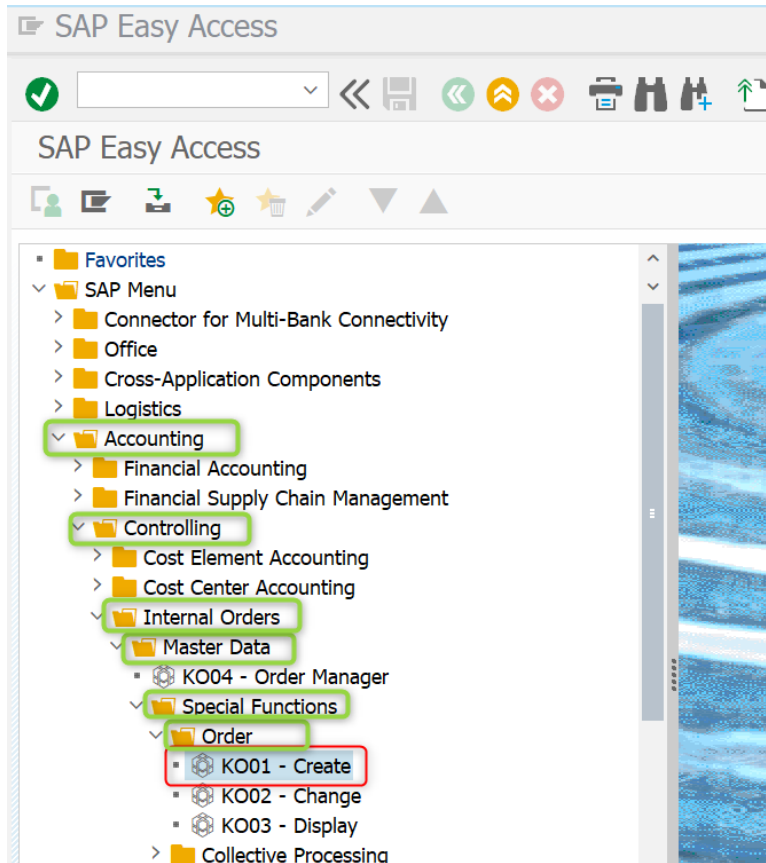 SAP Easy Access
SAP Easy Access
Favorites
SAP Menu
Connector for Multi-Bank Connectivity
Office
Cross-Application Components
Logistics
Accounting
Financial Accounting
Financial Supply Chain Management
Controlling
Cost Element Accounting
Cost Center Accounting
Internal Orders
Master Data
KO04 - Order Manager
Special Functions
Order
KO01 - Create
KO02 - Change
KO03 - Display
Collective Processing